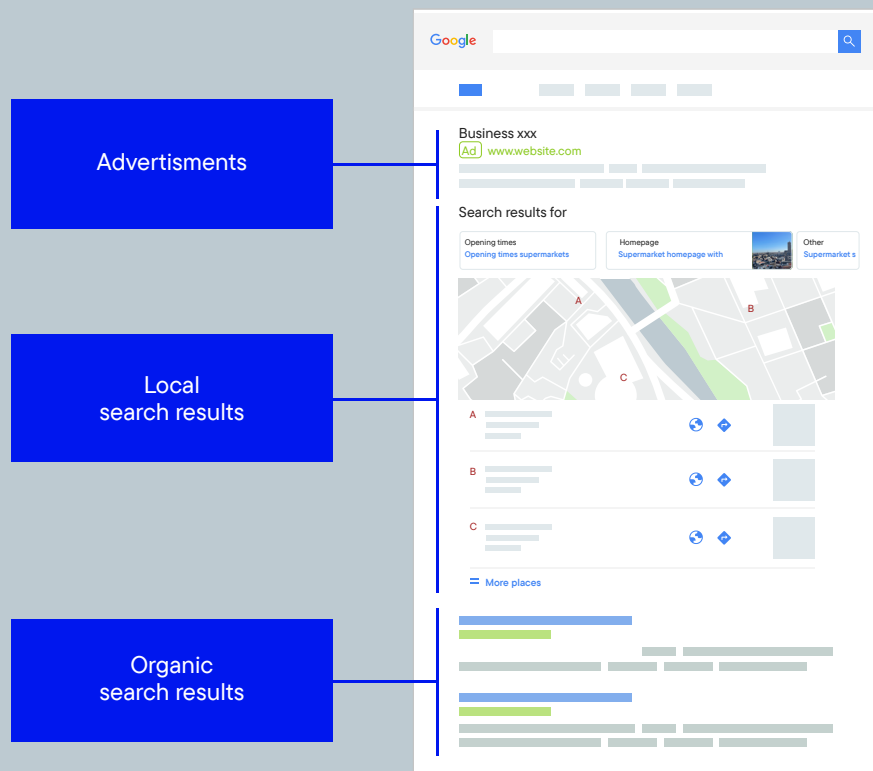 Google
Advertisments
Business xxx
Ad www.website.com
Search results for
Opening times
Opening times supermarkets
Homepage
Supermarket homepage with
Other
Supermarket s
A
B
C
Local
search results
A
B
C
More places
Organic
search results